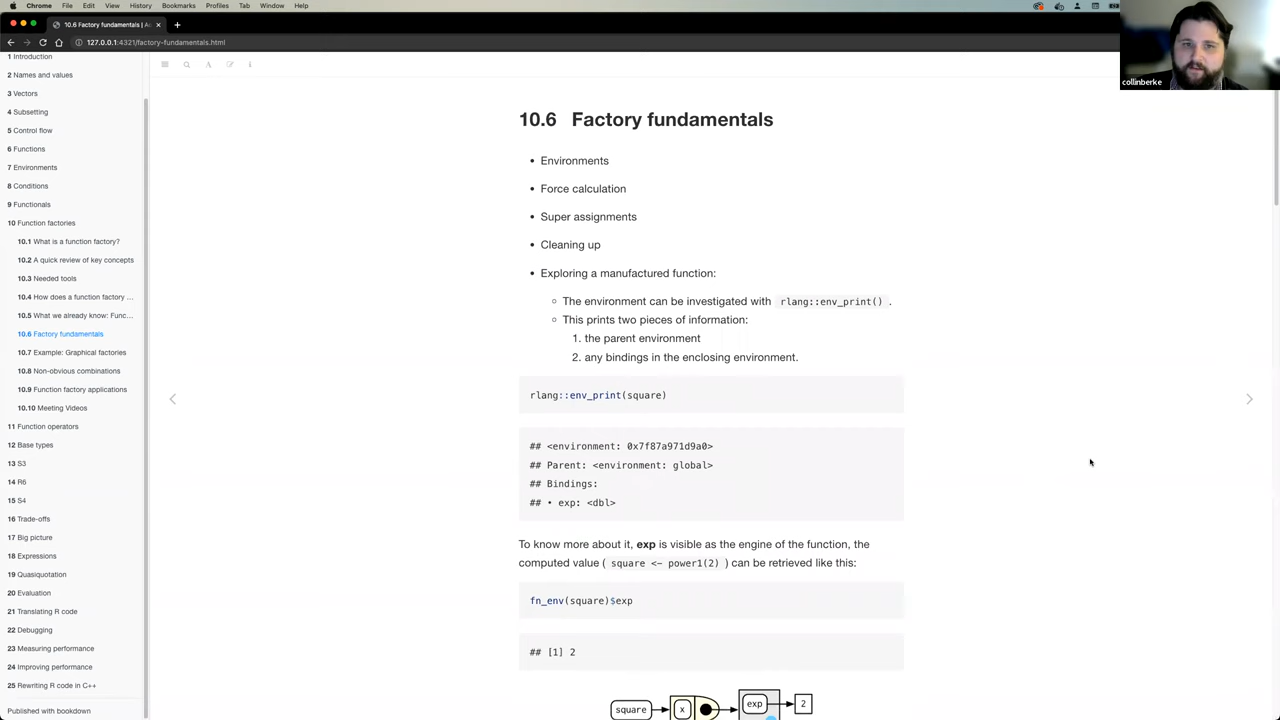 Chrome File Edit View History Bookmarks Profiles Tab Window Help
10.6 Factory fundamentals | A
127.0.0.1:4321/factory-fundamentals.html
collinberke
1 Introduction
2 Names and values
3 Vectors
4 Subsetting
5 Control flow
6 Functions
7 Environments
8 Conditions
9 Functionals
10 Function factories
10.1 What is a function factory?
10.2 A quick review of key concepts
10.3 Needed tools
10.4 How does a function factory …
10.5 What we already know: Func…
10.6 Factory fundamentals
10.7 Example: Graphical factories
10.8 Non-obvious combinations
10.9 Function factory applications
10.10 Meeting Videos
11 Function operators
12 Base types
13 S3
14 R6
15 S4
16 Trade-offs
17 Big picture
18 Expressions
19 Quasiquotation
20 Evaluation
21 Translating R code
22 Debugging
23 Measuring performance
24 Improving performance
25 Rewriting R code in C++
Published with bookdown
10.6 Factory fundamentals
• Environments
• Force calculation
• Super assignments
• Cleaning up
• Exploring a manufactured function:
The environment can be investigated with rlang::env_print() .
This prints two pieces of information:
1. the parent environment
2. any bindings in the enclosing environment.
rlang::env_print(square)
## <environment: 0x7f87a971d9a0>
## Parent: <environment: global>
## Bindings:
## • exp: <dbl>
To know more about it, exp is visible as the engine of the function, the
computed value ( square <- power1(2) ) can be retrieved like this:
fn_env(square)$exp
## [1] 2
square x exp 2